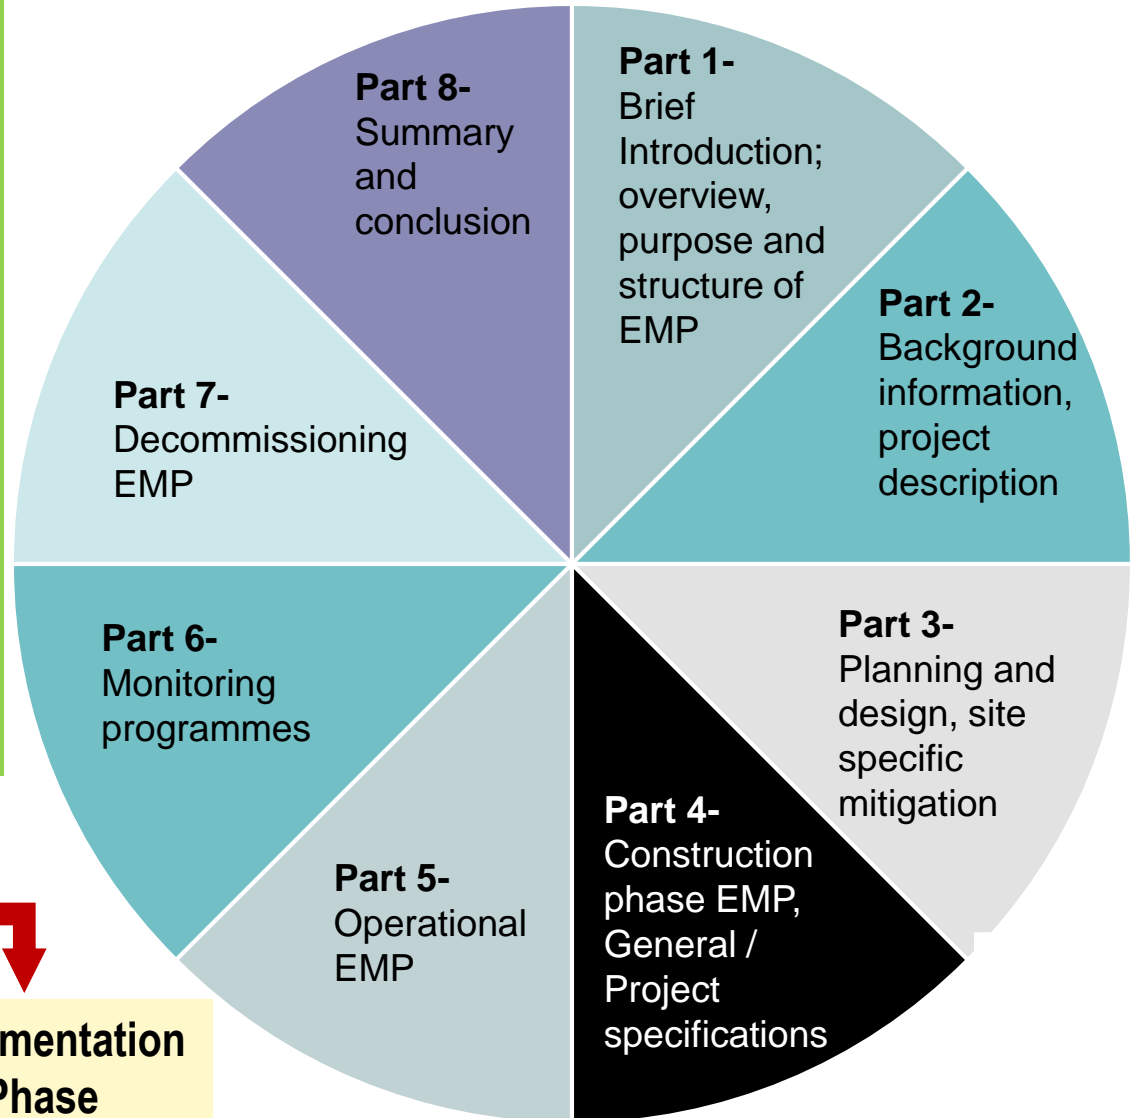 Part 1-
Brief
Introduction;
overview,
purpose and
structure of
EMP
Part 2-
Background
information,
project
description
Part 3-
Planning and
design, site
specific
mitigation
Part 4-
Construction
phase EMP,
General /
Project
specifications
Part 5-
Operational
EMP
Part 6-
Monitoring
programmes
Part 7-
Decommissioning
EMP
Part 8-
Summary
and
conclusion
mentation
Phase